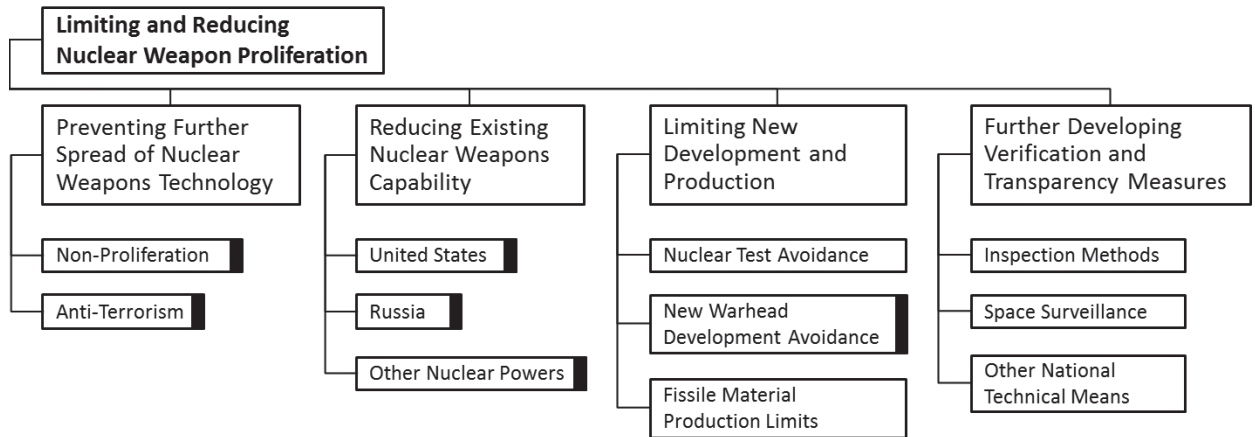 Limiting and Reducing
Nuclear Weapon Proliferation
Preventing Further
Spread of Nuclear
Weapons Technology
Non-Proliferation
Anti-Terrorism
Reducing Existing
Nuclear Weapons
Capability
United States
Russia
Other Nuclear Powers
Limiting New
Development and
Production
Nuclear Test Avoidance
New Warhead
Development Avoidance
Fissile Material
Production Limits
Further Developing
Verification and
Transparency Measures
Inspection Methods
Space Surveillance
Other National
Technical Means